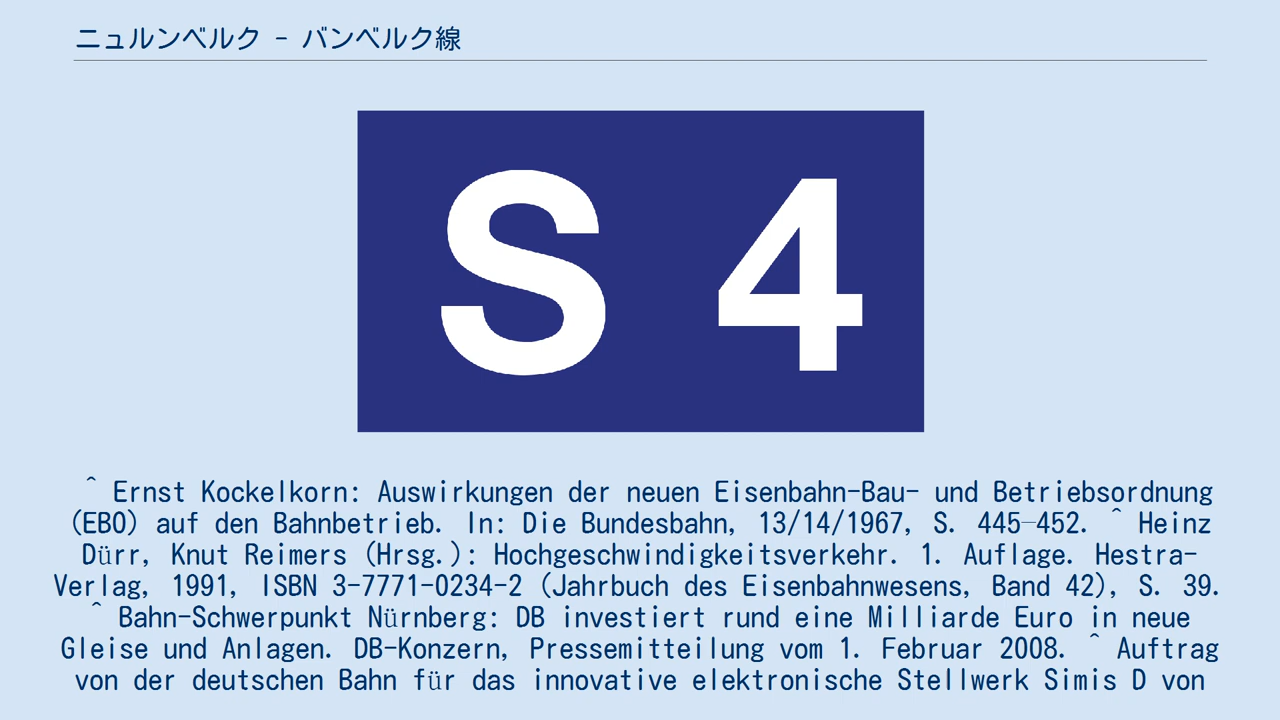 ニュルンベルク - バンベルク線
S 4
^ Ernst Kockelkorn: Auswirkungen der neuen Eisenbahn-Bau- und Betriebsordnung
(EBO) auf den Bahnbetrieb. In: Die Bundesbahn, 13/14/1967, S. 445–452. ^ Heinz
Dürr, Knut Reimers (Hrsg.): Hochgeschwindigkeitsverkehr. 1. Auflage. Hestra-
Verlag, 1991, ISBN 3-7771-0234-2 (Jahrbuch des Eisenbahnwesens, Band 42), S. 39.
^ Bahn-Schwerpunkt Nürnberg: DB investiert rund eine Milliarde Euro in neue
Gleise und Anlagen. DB-Konzern, Pressemitteilung vom 1. Februar 2008. ^ Auftrag
von der deutschen Bahn für das innovative elektronische Stellwerk Simis D von